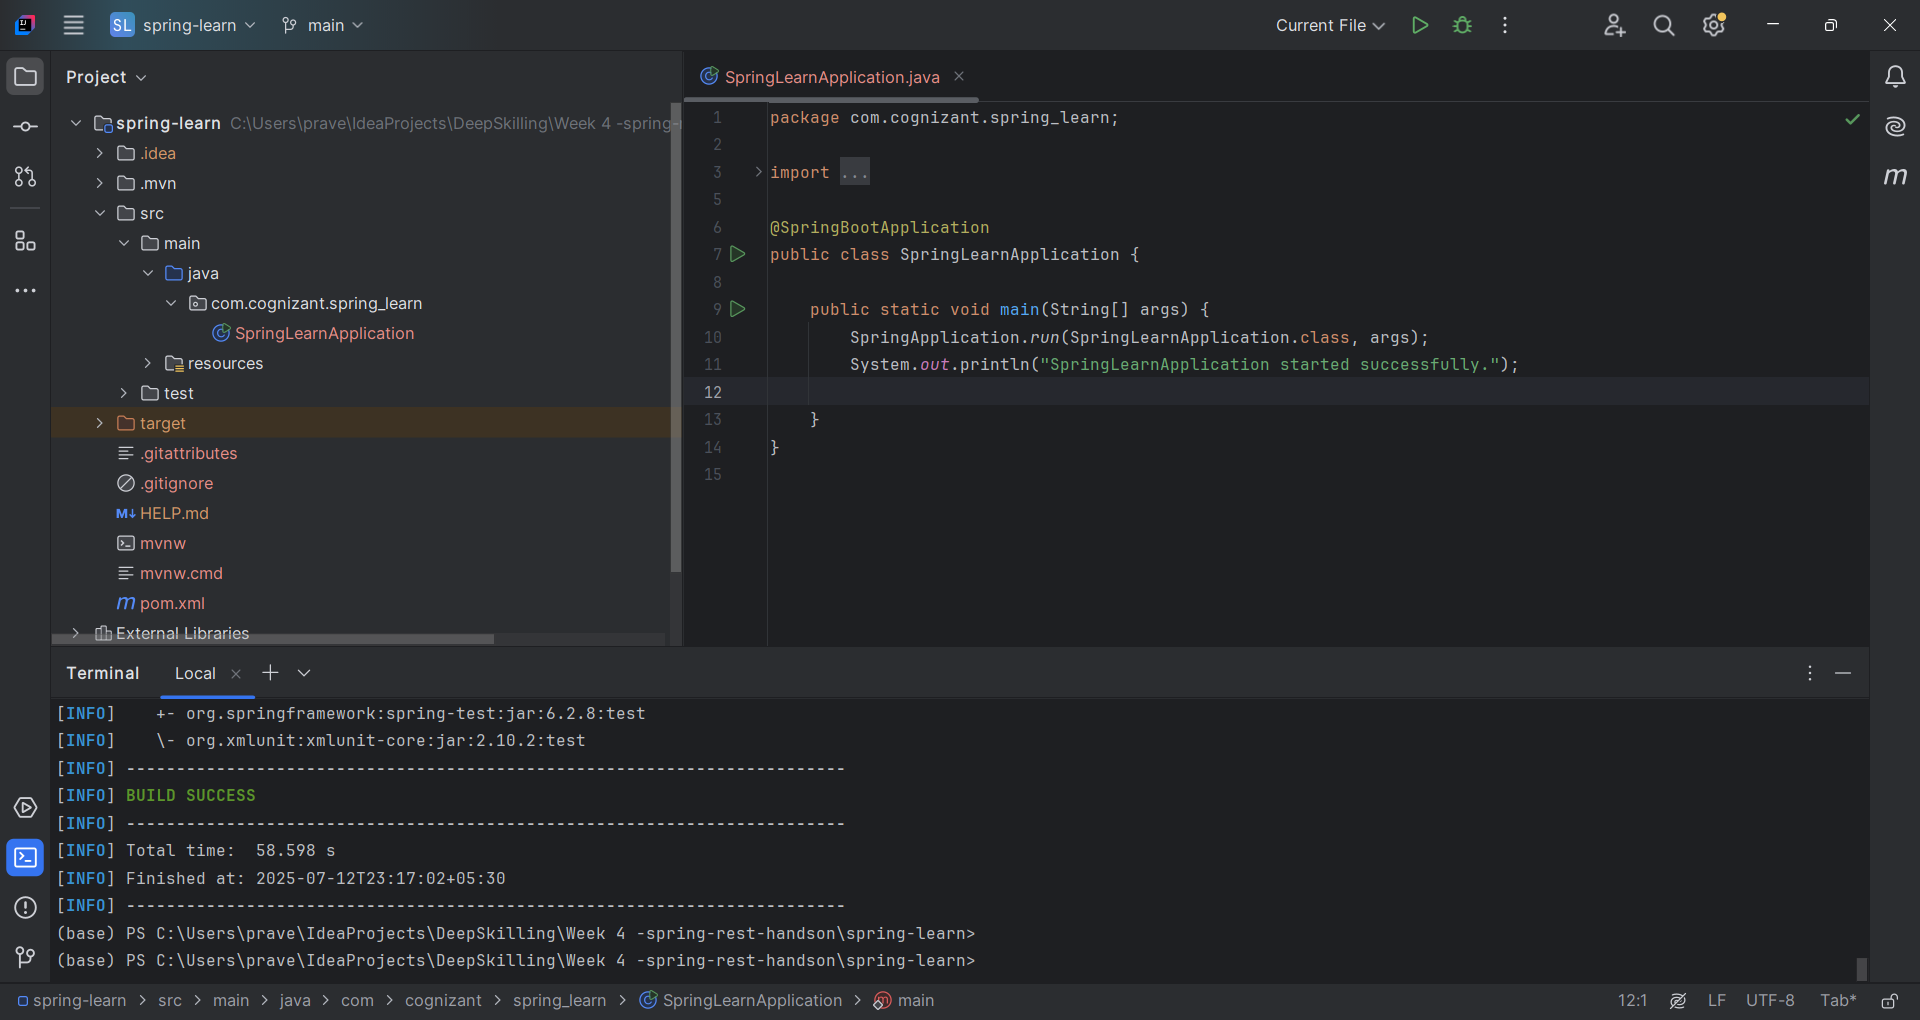 SL spring-learn main Current File
Project
spring-learn C:\Users\prave\IdeaProjects\DeepSkilling\Week 4 -spring-
.idea
.mvn
src
main
java
com.cognizant.spring_learn
SpringLearnApplication
resources
test
target
.gitattributes
.gitignore
M↓ HELP.md
mvnw
mvnw.cmd
m pom.xml
External Libraries
SpringLearnApplication.java
1 package com.cognizant.spring_learn;
2
3 import ...
5
6 @SpringBootApplication
7 public class SpringLearnApplication {
8
9 public static void main(String[] args) {
10 SpringApplication.run(SpringLearnApplication.class, args);
11 System.out.println("SpringLearnApplication started successfully.");
12
13 }
14 }
15
m
Terminal Local
[INFO]    +- org.springframework:spring-test:jar:6.2.8:test
[INFO]    \- org.xmlunit:xmlunit-core:jar:2.10.2:test
[INFO] ------------------------------------------------------------------------
[INFO] BUILD SUCCESS
[INFO] ------------------------------------------------------------------------
[INFO] Total time:  58.598 s
[INFO] Finished at: 2025-07-12T23:17:02+05:30
[INFO] ------------------------------------------------------------------------
(base) PS C:\Users\prave\IdeaProjects\DeepSkilling\Week 4 -spring-rest-handson\spring-learn>
(base) PS C:\Users\prave\IdeaProjects\DeepSkilling\Week 4 -spring-rest-handson\spring-learn>
spring-learn > src > main > java > com > cognizant > spring_learn > SpringLearnApplication > m main 12:1 LF UTF-8 Tab*